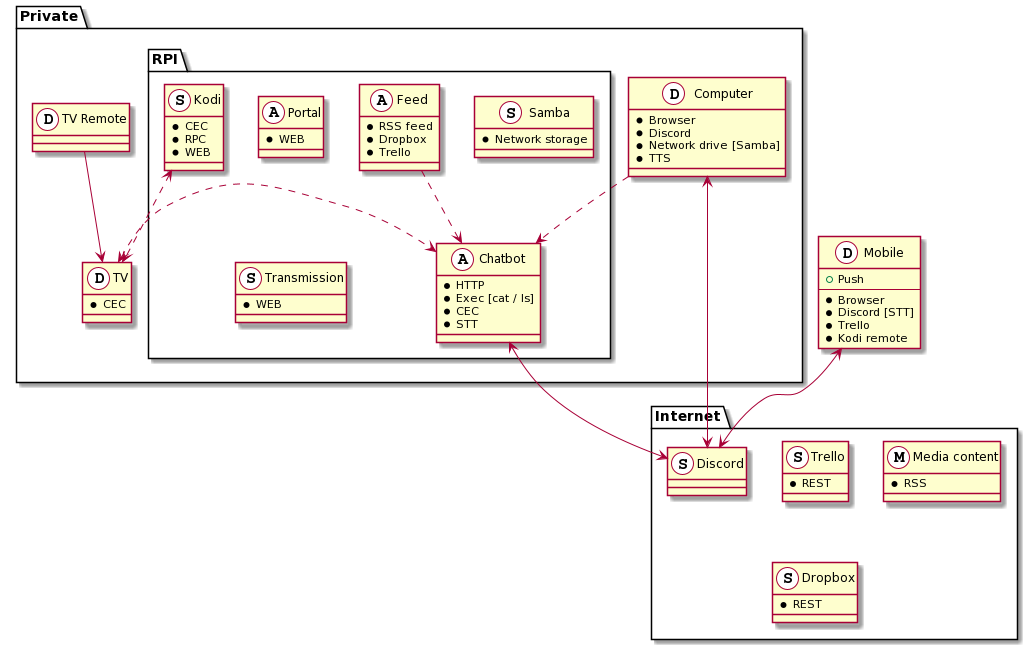 Private
RPI
D TV Remote
S Kodi
CEC
RPC
WEB
A Portal
WEB
A Feed
RSS feed
Dropbox
Trello
S Samba
Network storage
D Computer
Browser
Discord
Network drive [Samba]
TTS
D TV
CEC
S Transmission
WEB
A Chatbot
HTTP
Exec [cat / ls]
CEC
STT
D Mobile
Push
Browser
Discord [STT]
Trello
Kodi remote
Internet
S Discord
S Trello
REST
M Media content
RSS
S Dropbox
REST